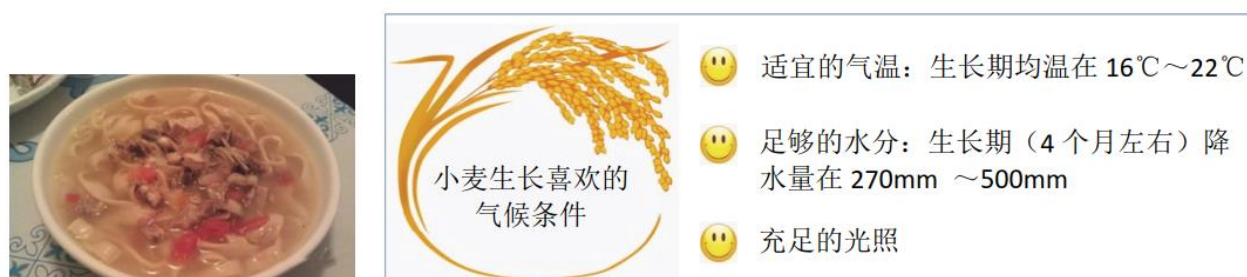 小麦生长喜欢的
气候条件
适宜的气温：生长期均温在 16℃～22℃
足够的水分：生长期（4 个月左右）降
水量在 270mm ～500mm
充足的光照